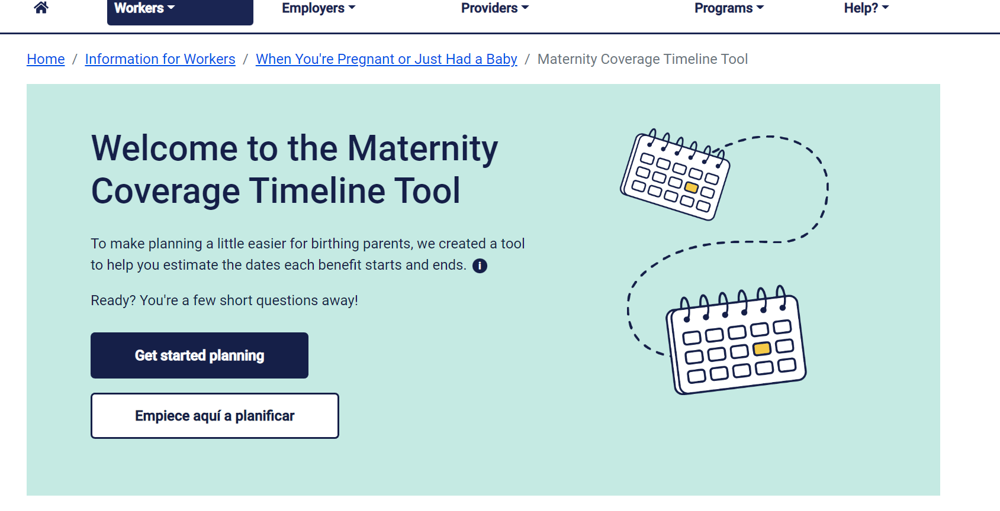 Workers Employers Providers Programs Help?
Home / Information for Workers / When You're Pregnant or Just Had a Baby / Maternity Coverage Timeline Tool
Welcome to the Maternity
Coverage Timeline Tool
To make planning a little easier for birthing parents, we created a tool
to help you estimate the dates each benefit starts and ends. i
Ready? You're a few short questions away!
Get started planning
Empiece aquí a planificar